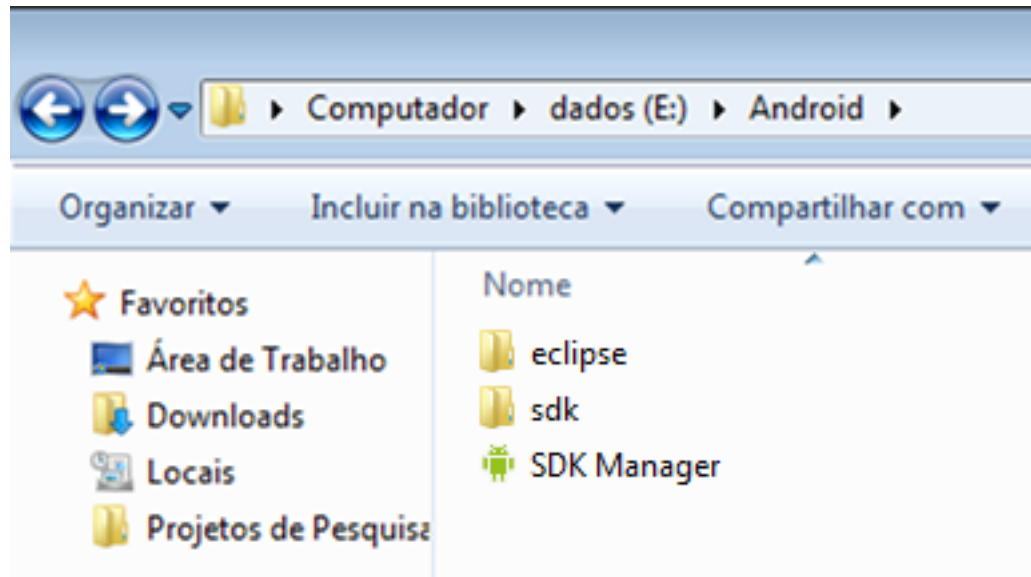 Computador dados (E:) Android
Organizar Incluir na biblioteca Compartilhar com
Favoritos
Área de Trabalho
Downloads
Locais
Projetos de Pesquisa
Nome
eclipse
sdk
SDK Manager